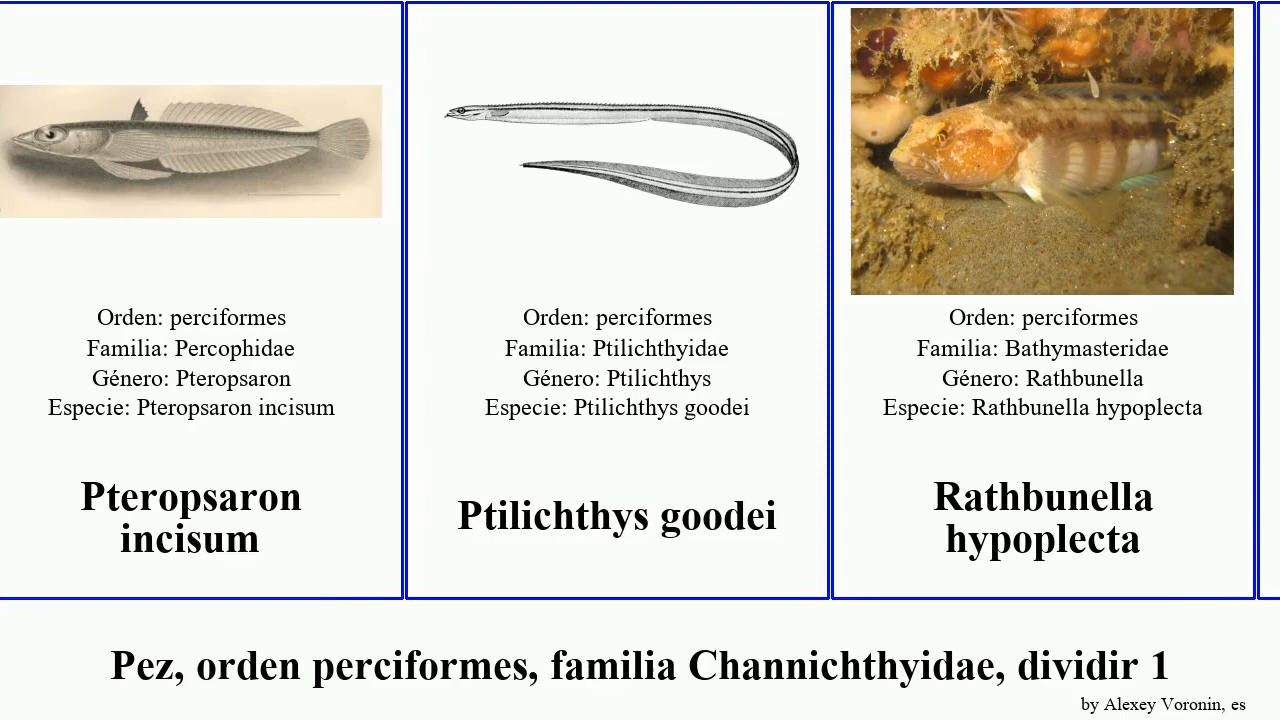 Orden: perciformes
Familia: Percophidae
Género: Pteropsaron
Especie: Pteropsaron incisum
Pteropsaron
incisum
Orden: perciformes
Familia: Ptilichthyidae
Género: Ptilichthys
Especie: Ptilichthys goodei
Ptilichthys goodei
Orden: perciformes
Familia: Bathymasteridae
Género: Rathbunella
Especie: Rathbunella hypoplecta
Rathbunella
hypoplecta
Pez, orden perciformes, familia Channichthyidae, dividir 1
by Alexey Voronin, es